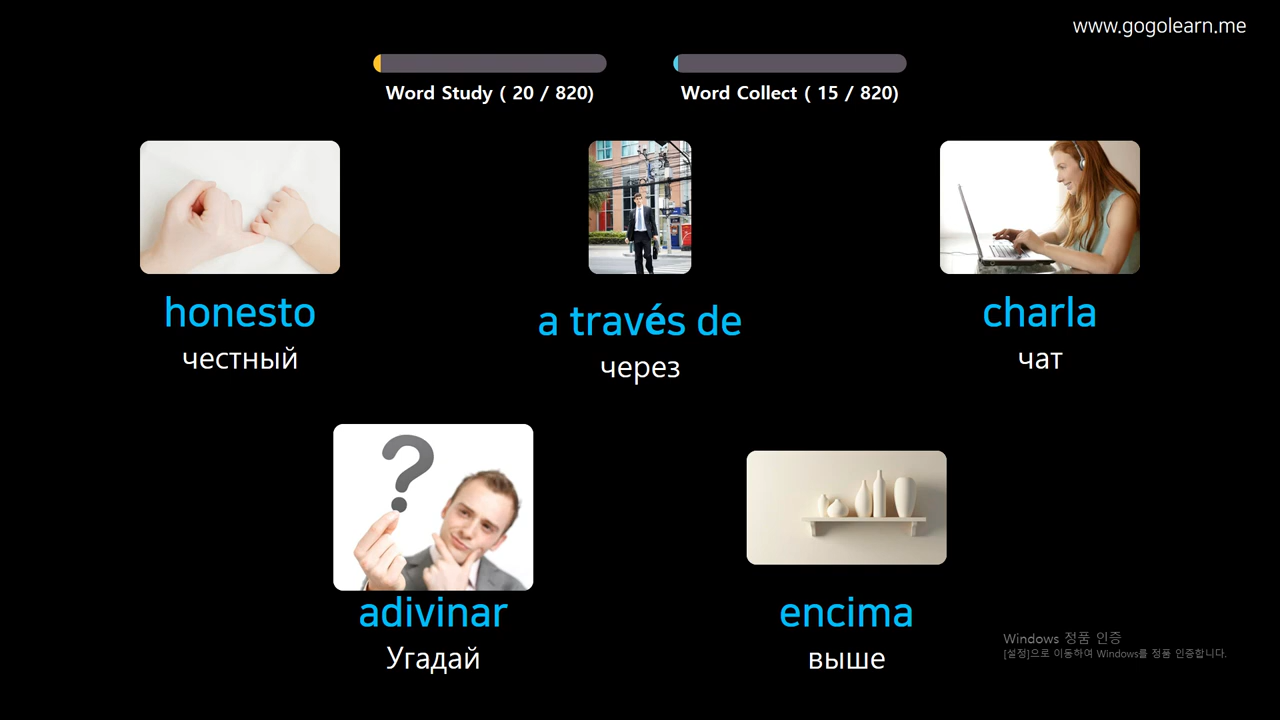 www.gogolearn.me
Word Study ( 20 / 820)
Word Collect ( 15 / 820)
honesto
честный
a través de
через
charla
чат
adivinar
Угадай
encima
выше
Windows 정품 인증
[설정]으로 이동하여 Windows를 정품 인증합니다.